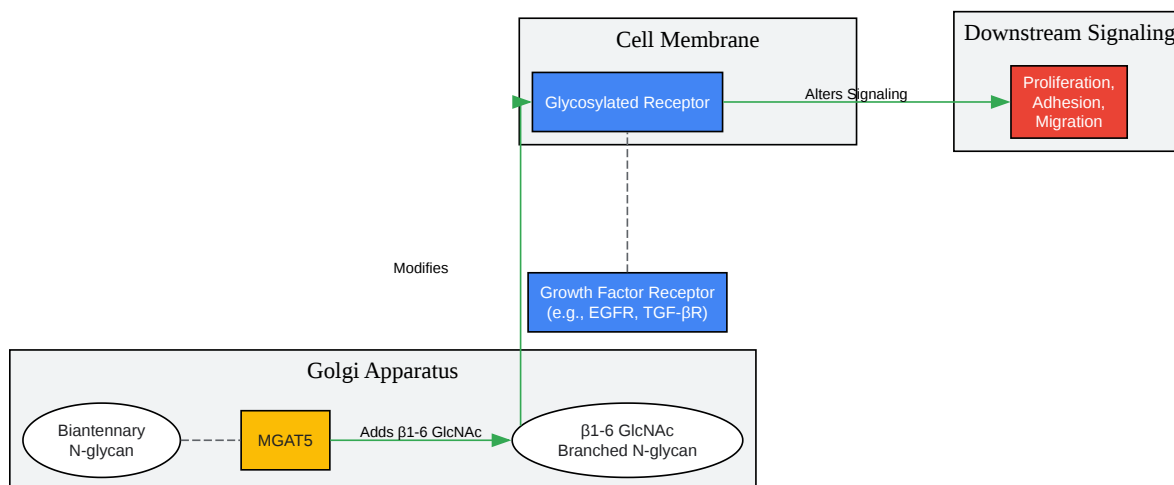 Cell Membrane
Downstream Signaling
Glycosylated Receptor
Alters Signaling
Proliferation,
Adhesion,
Migration
Modifies
Growth Factor Receptor
(e.g., EGFR, TGF-βR)
Golgi Apparatus
Biantennary
N-glycan
MGAT5
Adds β1-6 GlcNAc
β1-6 GlcNAc
Branched N-glycan